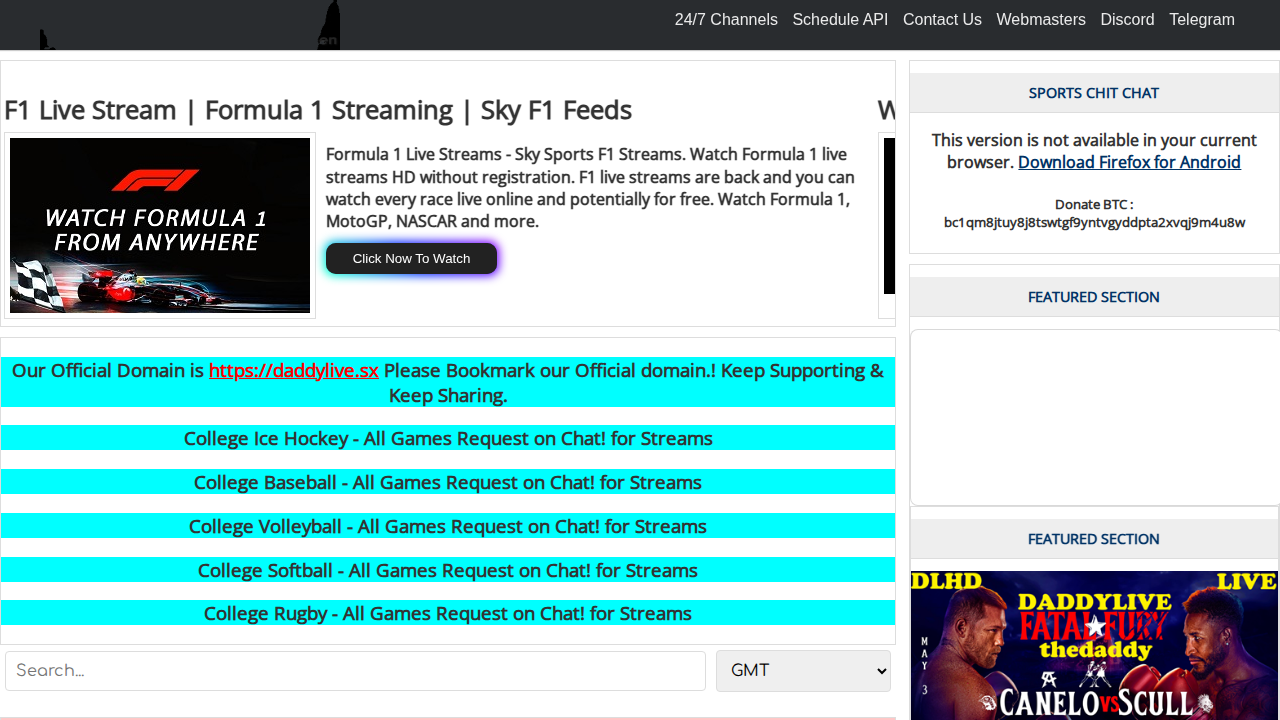 24/7 Channels Schedule API Contact Us Webmasters Discord Telegram
F1 Live Stream | Formula 1 Streaming | Sky F1 Feeds
WATCH FORMULA 1
FROM ANYWHERE
Formula 1 Live Streams - Sky Sports F1 Streams. Watch Formula 1 live
streams HD without registration. F1 live streams are back and you can
watch every race live online and potentially for free. Watch Formula 1,
MotoGP, NASCAR and more.
Click Now To Watch
Our Official Domain is https://daddylive.sx Please Bookmark our Official domain.! Keep Supporting &
Keep Sharing.
College Ice Hockey - All Games Request on Chat! for Streams
College Baseball - All Games Request on Chat! for Streams
College Volleyball - All Games Request on Chat! for Streams
College Softball - All Games Request on Chat! for Streams
College Rugby - All Games Request on Chat! for Streams
Search...
GMT
SPORTS CHIT CHAT
This version is not available in your current
browser. Download Firefox for Android
Donate BTC :
bc1qm8jtuy8j8tswtgf9yntvgyddpta2xvqj9m4u8w
FEATURED SECTION
FEATURED SECTION
DLHD LIVE
DADDYLIVE
FATAL FURY
thedaddy
MAY
3
CANELO VS SCULL